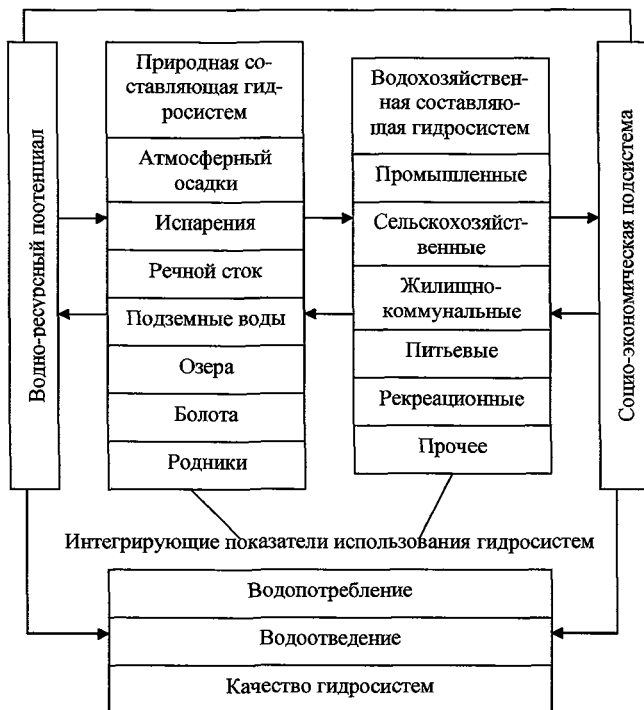 Водно-ресурсный поотенциал
Природная со-
ставляющая гид-
росистем
Атмосферный
осадки
Испарения
Речной сток
Подземные воды
Озера
Болота
Родники
Водохозяйствен-
ная составляю-
щая гидросистем
Промышленные
Сельскохозяйст-
венные
Жилищно-
коммунальные
Питьевые
Рекреационные
Прочее
Социо-экономическая подсистема
Интегрирующие показатели использования гидросистем
Водопотребление
Водоотведение
Качество гидросистем